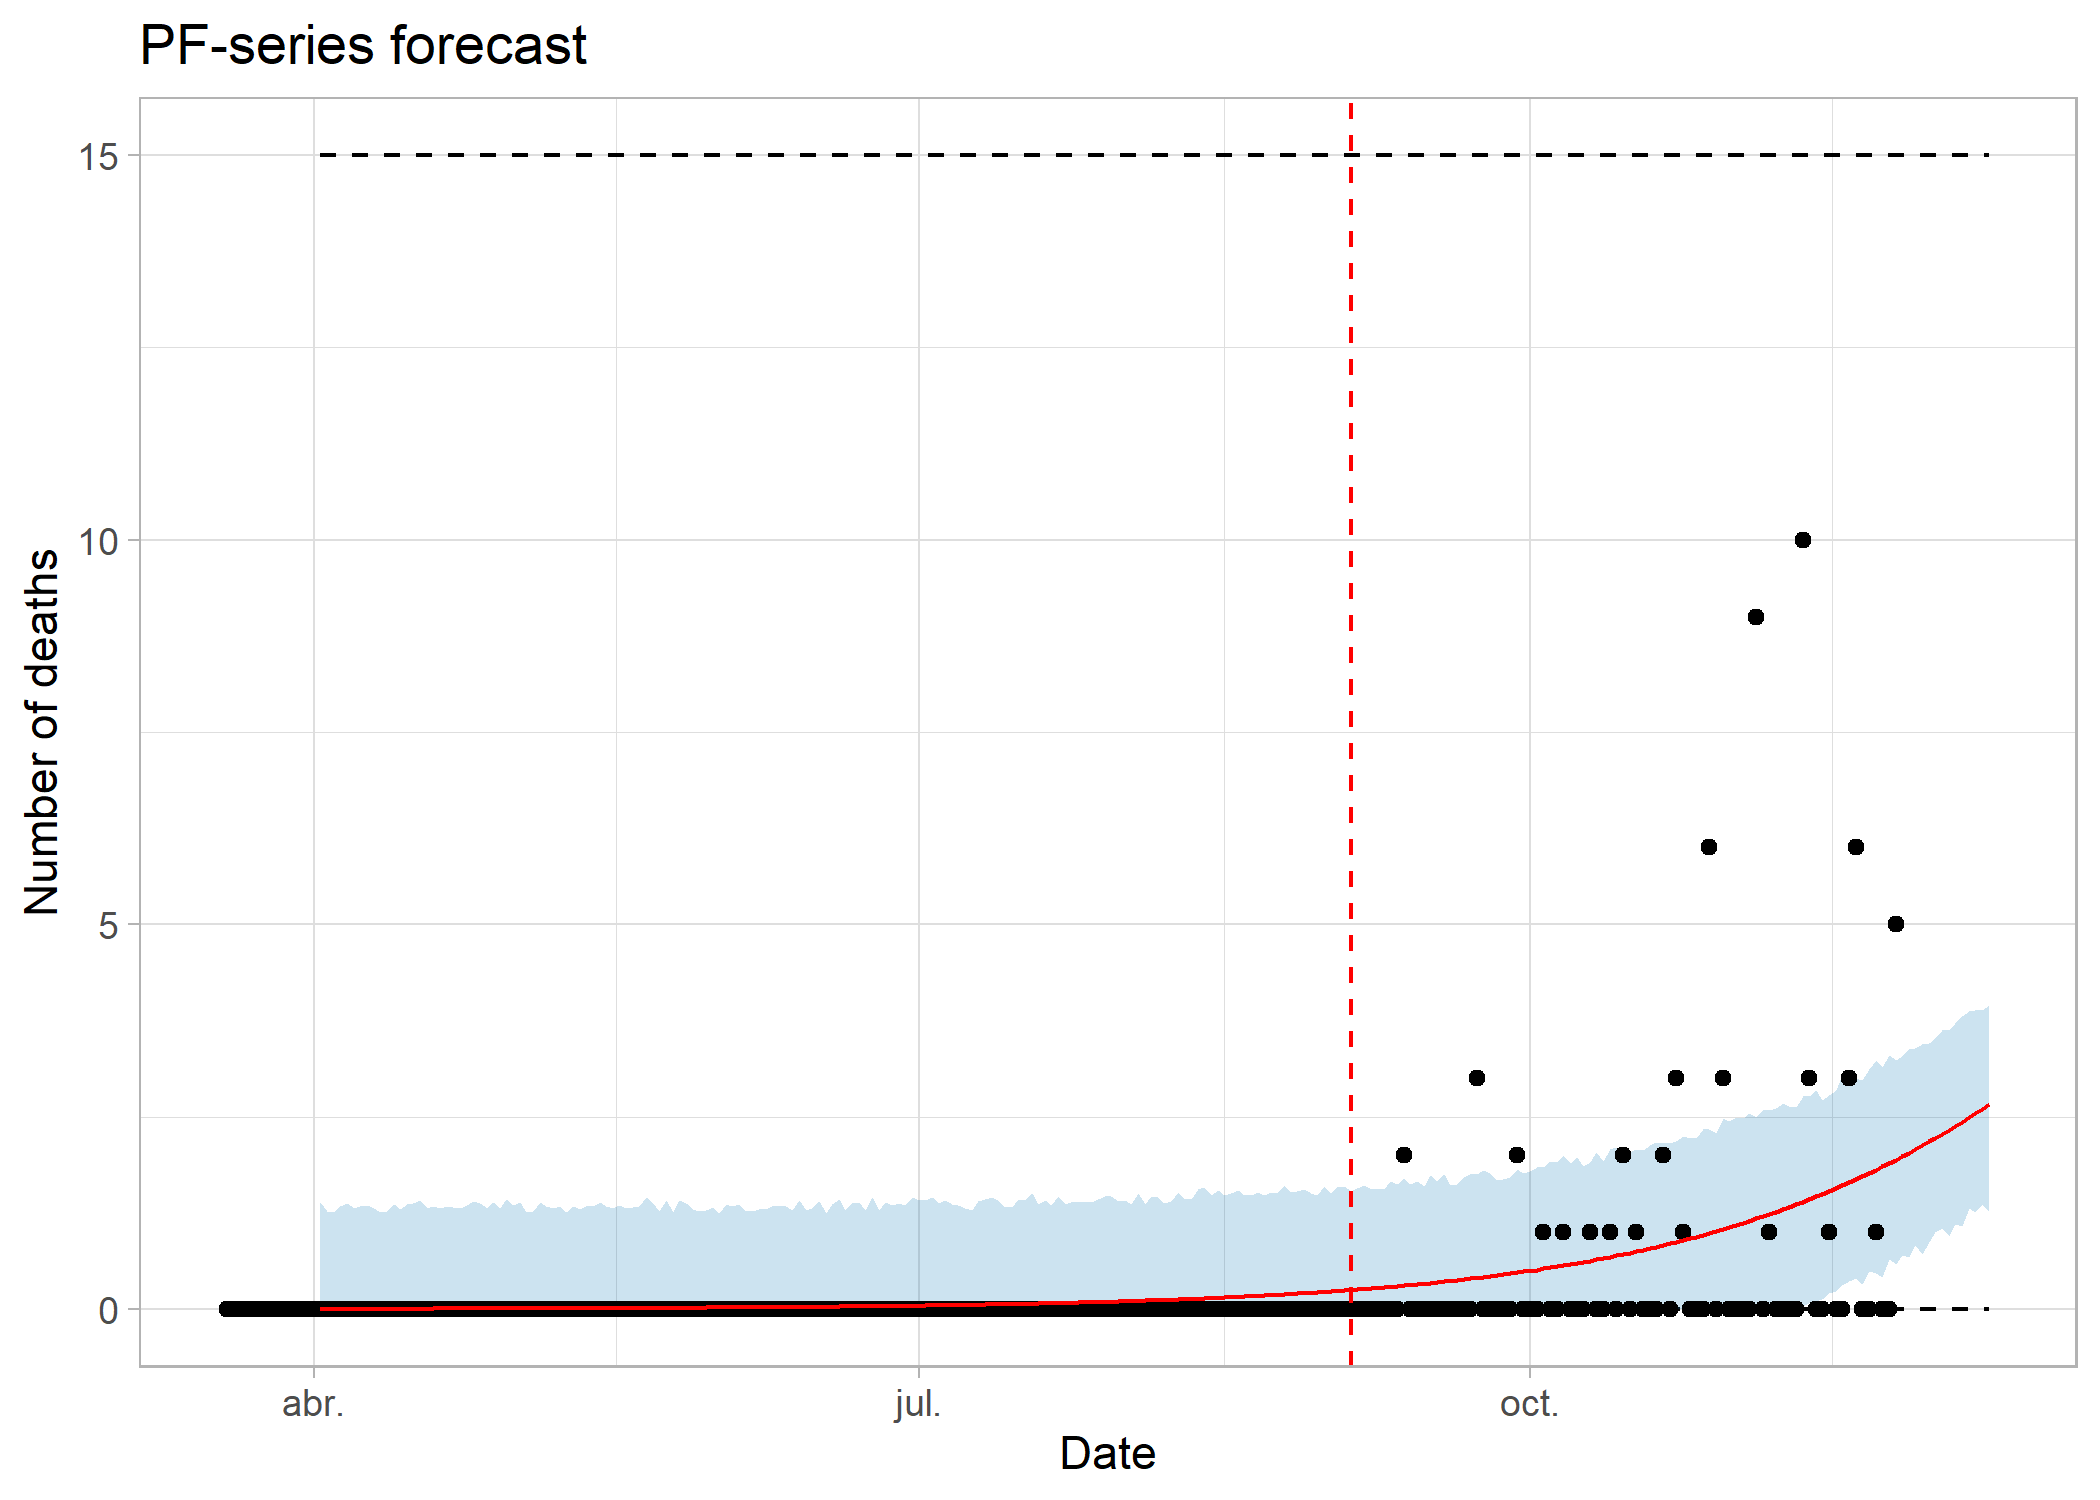 PF-series forecast
15
10
5
0
Number of deaths
abr.
jul.
oct.
Date